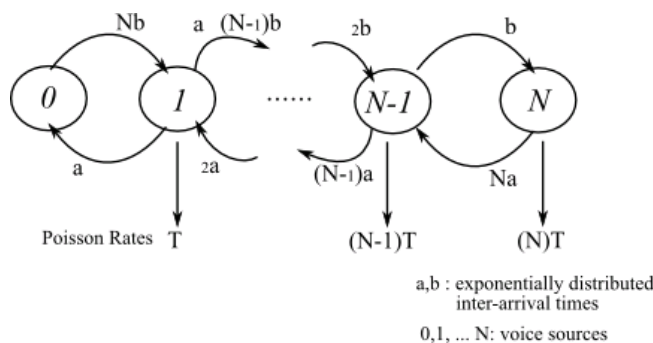 Nb
a (N-1)b
2b
b
0
1
......
N-1
N
a
2a
(N-1)a
Na
Poisson Rates T
(N-1)T
(N)T
a,b : exponentially distributed
inter-arrival times
0,1, ... N: voice sources